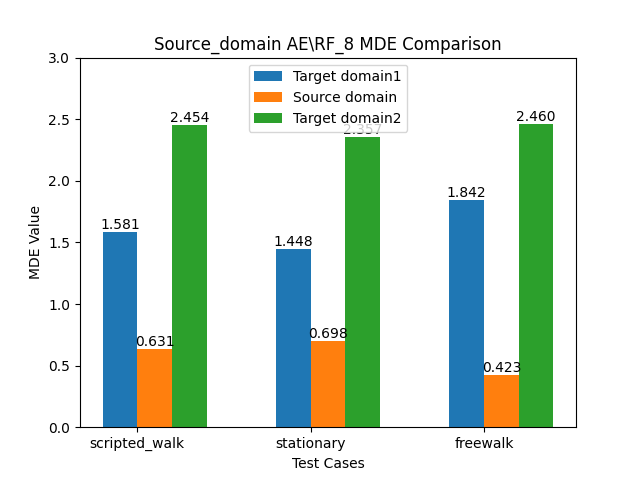 Source_domain AE\RF_8 MDE Comparison
MDE Value
3.0
2.5
2.0
1.5
1.0
0.5
0.0
Target domain1
Source domain
Target domain2
1.581
0.631
2.454
1.448
0.698
2.357
1.842
0.423
2.460
scripted_walk
stationary
freewalk
Test Cases